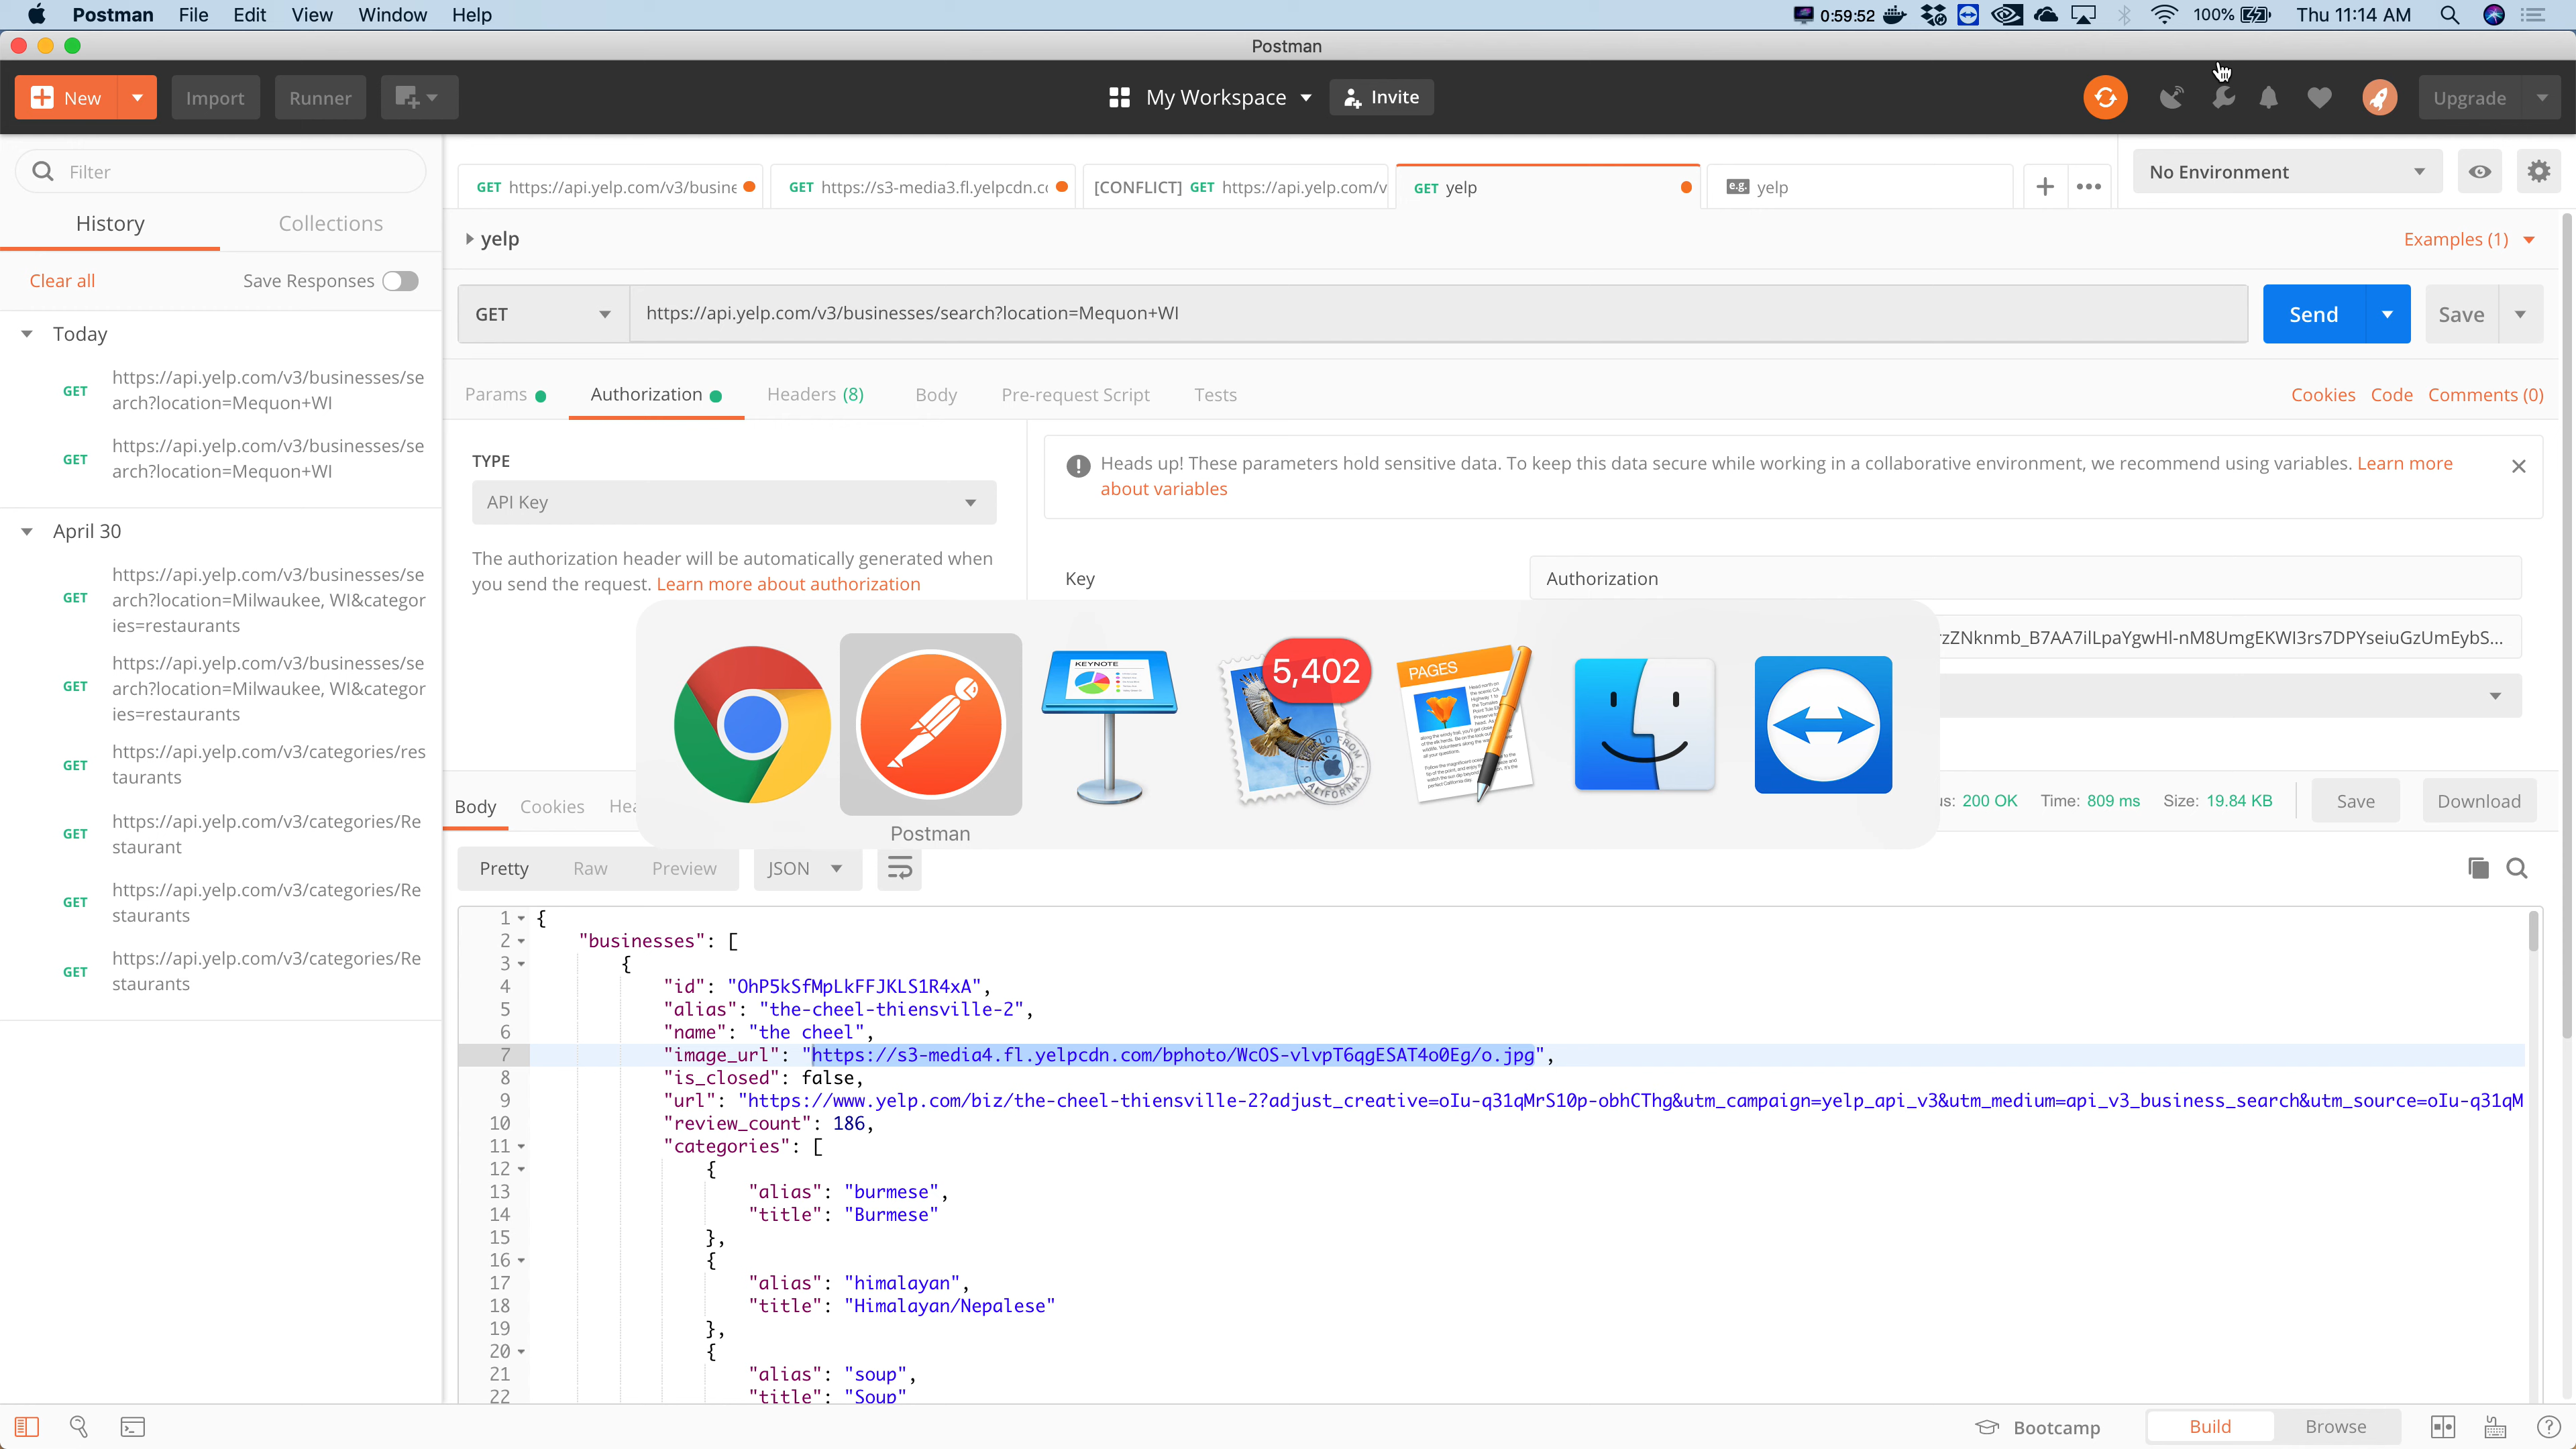 Postman File Edit View Window Help
0:59:52 100% Thu 11:14 AM
Postman
New Import Runner My Workspace Invite Upgrade
Filter
History Collections
Clear all Save Responses
Today
GET https://api.yelp.com/v3/businesses/se
arch?location=Mequon+WI
GET https://api.yelp.com/v3/businesses/se
arch?location=Mequon+WI
April 30
GET https://api.yelp.com/v3/businesses/se
arch?location=Milwaukee, WI&categor
ies=restaurants
GET https://api.yelp.com/v3/businesses/se
arch?location=Milwaukee, WI&categor
ies=restaurants
GET https://api.yelp.com/v3/categories/res
taurants
GET https://api.yelp.com/v3/categories/Re
staurant
GET https://api.yelp.com/v3/categories/Re
staurants
GET https://api.yelp.com/v3/categories/Re
staurants
GET https://api.yelp.com/v3/busine GET https://s3-media3.fl.yelpcdn.cc [CONFLICT] GET https://api.yelp.com/v GET yelp e.g. yelp
No Environment
yelp Examples (1)
GET https://api.yelp.com/v3/businesses/search?location=Mequon+WI Send Save
Params Authorization Headers (8) Body Pre-request Script Tests Cookies Code Comments (0)
TYPE
API Key
The authorization header will be automatically generated when
you send the request. Learn more about authorization
Heads up! These parameters hold sensitive data. To keep this data secure while working in a collaborative environment, we recommend using variables. Learn more
about variables
Key Authorization
rzZNknmb_B7AA7ilLpaYgwHl-nM8UmgEKWI3rs7DPYseiuGzUmEybS...
KEYNOTE
5,402
PAGES
Postman
Body Cookies Hea us: 200 OK Time: 809 ms Size: 19.84 KB Save Download
Pretty Raw Preview JSON
1 {
2 "businesses": [
3 {
4 "id": "OhP5kSfMpLkFFJKLS1R4xA",
5 "alias": "the-cheel-thiensville-2",
6 "name": "the cheel",
7 "image_url": "https://s3-media4.fl.yelpcdn.com/bphoto/WcOS-vlvpT6qgESAT4o0Eg/o.jpg",
8 "is_closed": false,
9 "url": "https://www.yelp.com/biz/the-cheel-thiensville-2?adjust_creative=oIu-q31qMrS10p-obhCThg&utm_campaign=yelp_api_v3&utm_medium=api_v3_business_search&utm_source=oIu-q31qM
10 "review_count": 186,
11 "categories": [
12 {
13 "alias": "burmese",
14 "title": "Burmese"
15 },
16 {
17 "alias": "himalayan",
18 "title": "Himalayan/Nepalese"
19 },
20 {
21 "alias": "soup",
22 "title": "Soup"
Bootcamp Build Browse